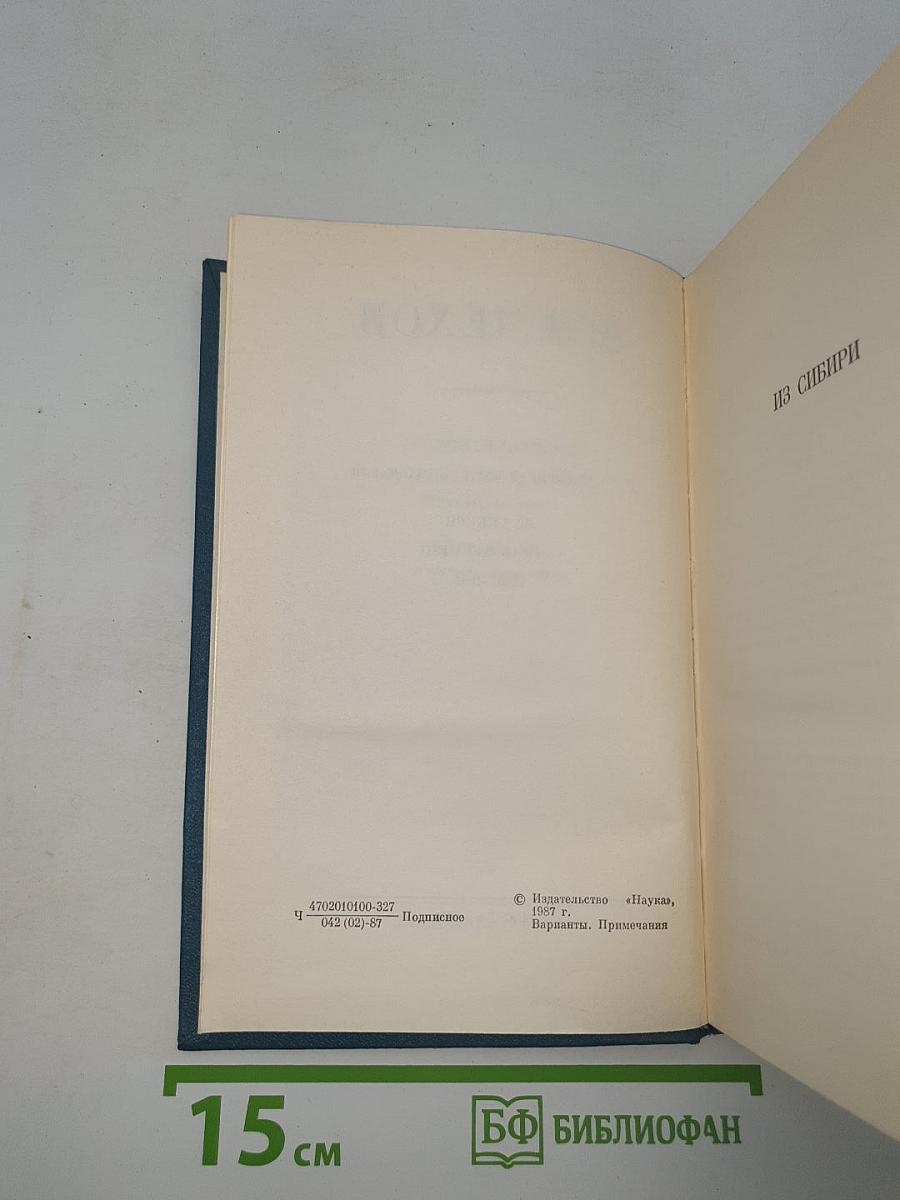 ИЗ СИБИРИ
Ч 4702010100-327
042 (02)-87
Подписное
© Издательство «Наука»,
1987 г.
Варианты. Примечания
15 см
БФ БИБЛИОФАН